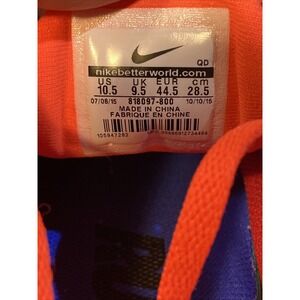 QD
nikebetterworld.com
US UK EUR cm
10.5 9.5 44.5 28.5
07/08/15 818097-800 10/10/15
MADE IN CHINA
FABRIQUE EN CHINE